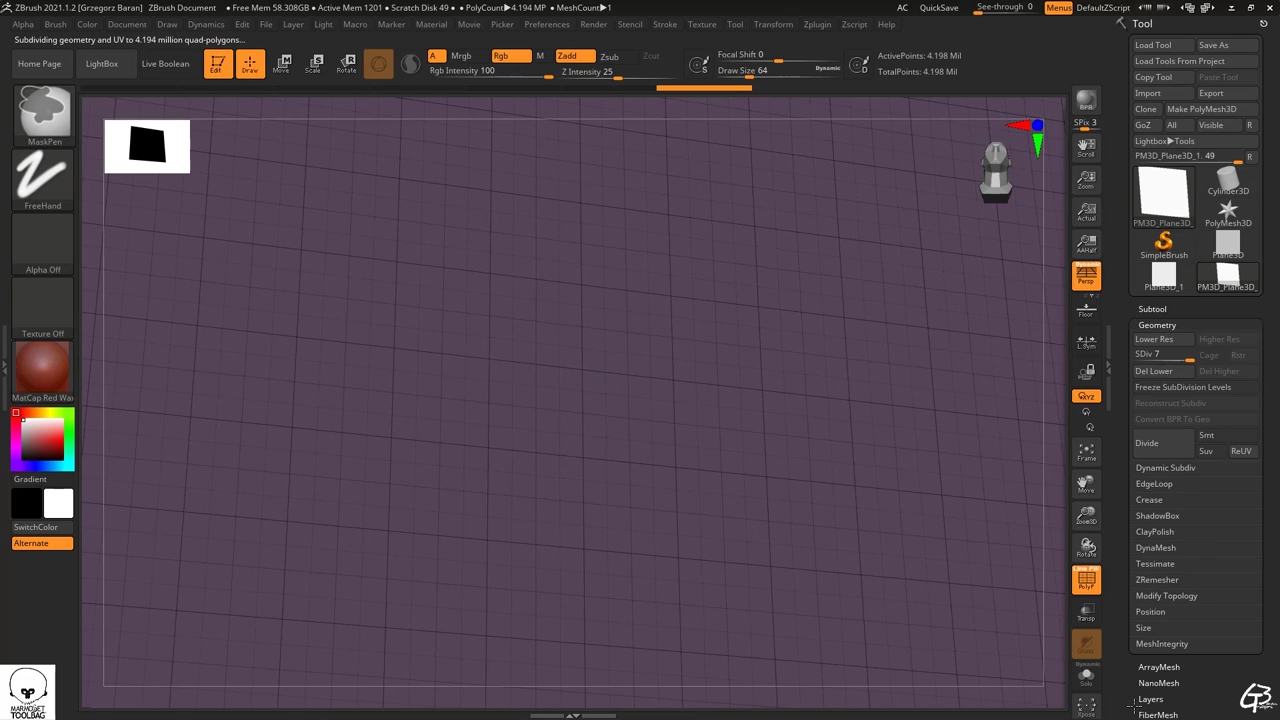 ZBrush 2021.1.2 [Grzegorz Baran] ZBrush Document • Free Mem 58.308GB • Active Mem 1201 • Scratch Disk 49 • PolyCount▶4.194 MP • MeshCount▶1 AC QuickSave See-through 0 Menus DefaultZScript
Alpha Brush Color Document Draw Dynamics Edit File Layer Light Macro Marker Material Movie Picker Preferences Render Stencil Stroke Texture Tool Transform Zplugin Zscript Help
Subdividing geometry and UV to 4.194 million quad-polygons...
Home Page LightBox Live Boolean Edit Draw Move Scale Rotate A Mrgb Rgb M Zadd Zsub Zcut Focal Shift 0 ActivePoints: 4.198 Mil
Rgb Intensity 100 Z Intensity 25 S Draw Size 64 Dynamic D TotalPoints: 4.198 Mil
MaskPen
FreeHand
Alpha Off
Texture Off
MatCap Red Wax
Gradient
SwitchColor
Alternate
MARMOSET
TOOLBAG
BPR
SPix 3
Scroll
Zoom
Actual
AAHalf
Dynamic
Persp
Floor
L.Sym
XYZ
Frame
Move
Zoom3D
Rotate
Line Fill
PolyF
Transp
Ghost
Dynamic
Solo
Xpose
Tool
Load Tool Save As
Load Tools From Project
Copy Tool Paste Tool
Import Export
Clone Make PolyMesh3D
GoZ All Visible R
Lightbox▶Tools
PM3D_Plane3D_1. 49 R
PM3D_Plane3D_ Cylinder3D
PolyMesh3D
SimpleBrush Plane3D
Plane3D_1 PM3D_Plane3D_
Subtool
Geometry
Lower Res Higher Res
SDiv 7 Cage Rstr
Del Lower Del Higher
Freeze SubDivision Levels
Reconstruct Subdiv
Convert BPR To Geo
Divide Smt
Suv ReUV
Dynamic Subdiv
EdgeLoop
Crease
ShadowBox
ClayPolish
DynaMesh
Tessimate
ZRemesher
Modify Topology
Position
Size
MeshIntegrity
ArrayMesh
NanoMesh
Layers
FiberMesh